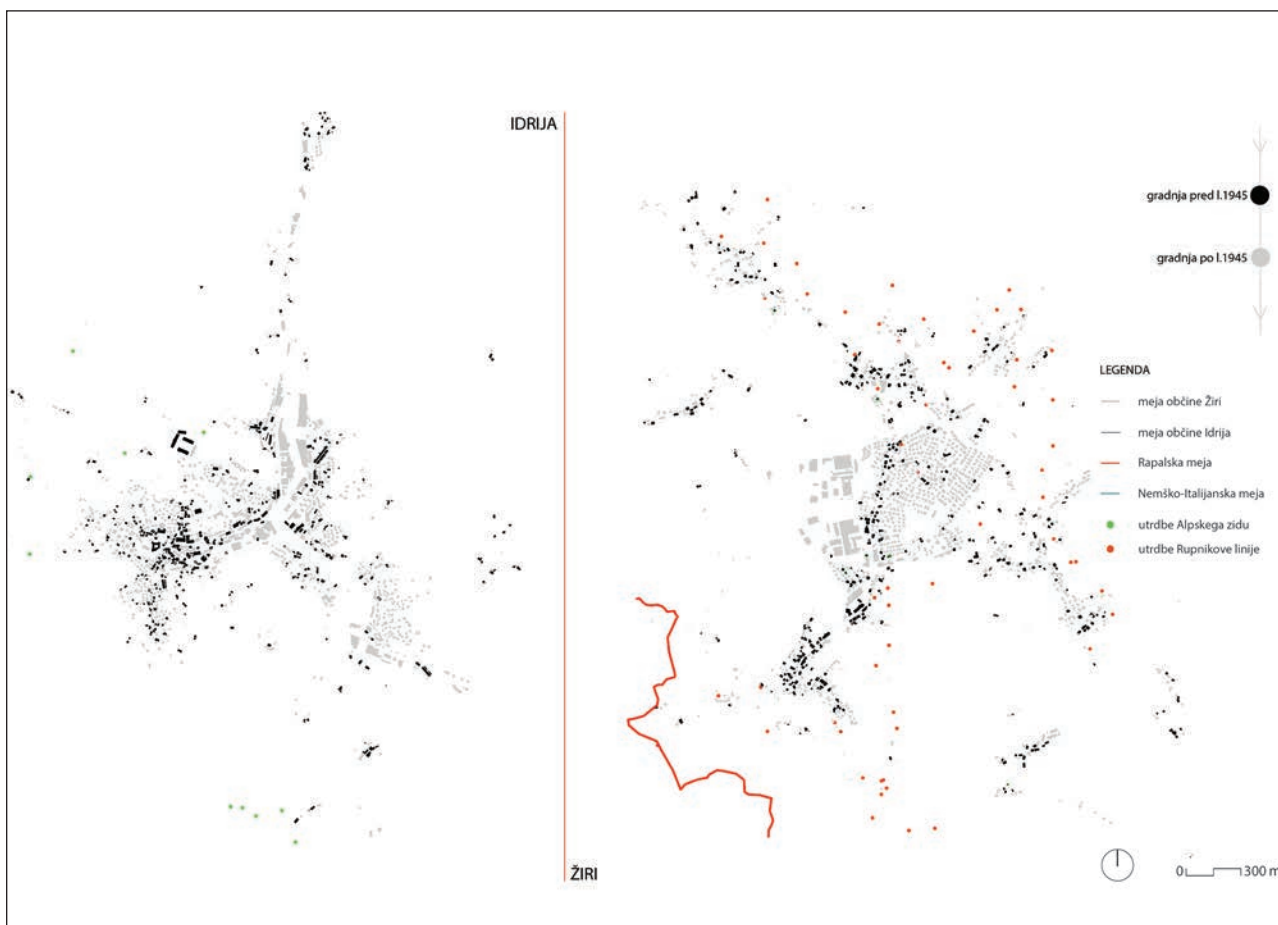 IDRIJA
ŽIRI
gradnja pred l.1945
gradnja po l.1945
LEGENDA
meja občine Žiri
meja občine Idrija
Rapalska meja
Nemško-Italijanska meja
utrdbe Alpskega zidu
utrdbe Rupnikove linije
0 300 m